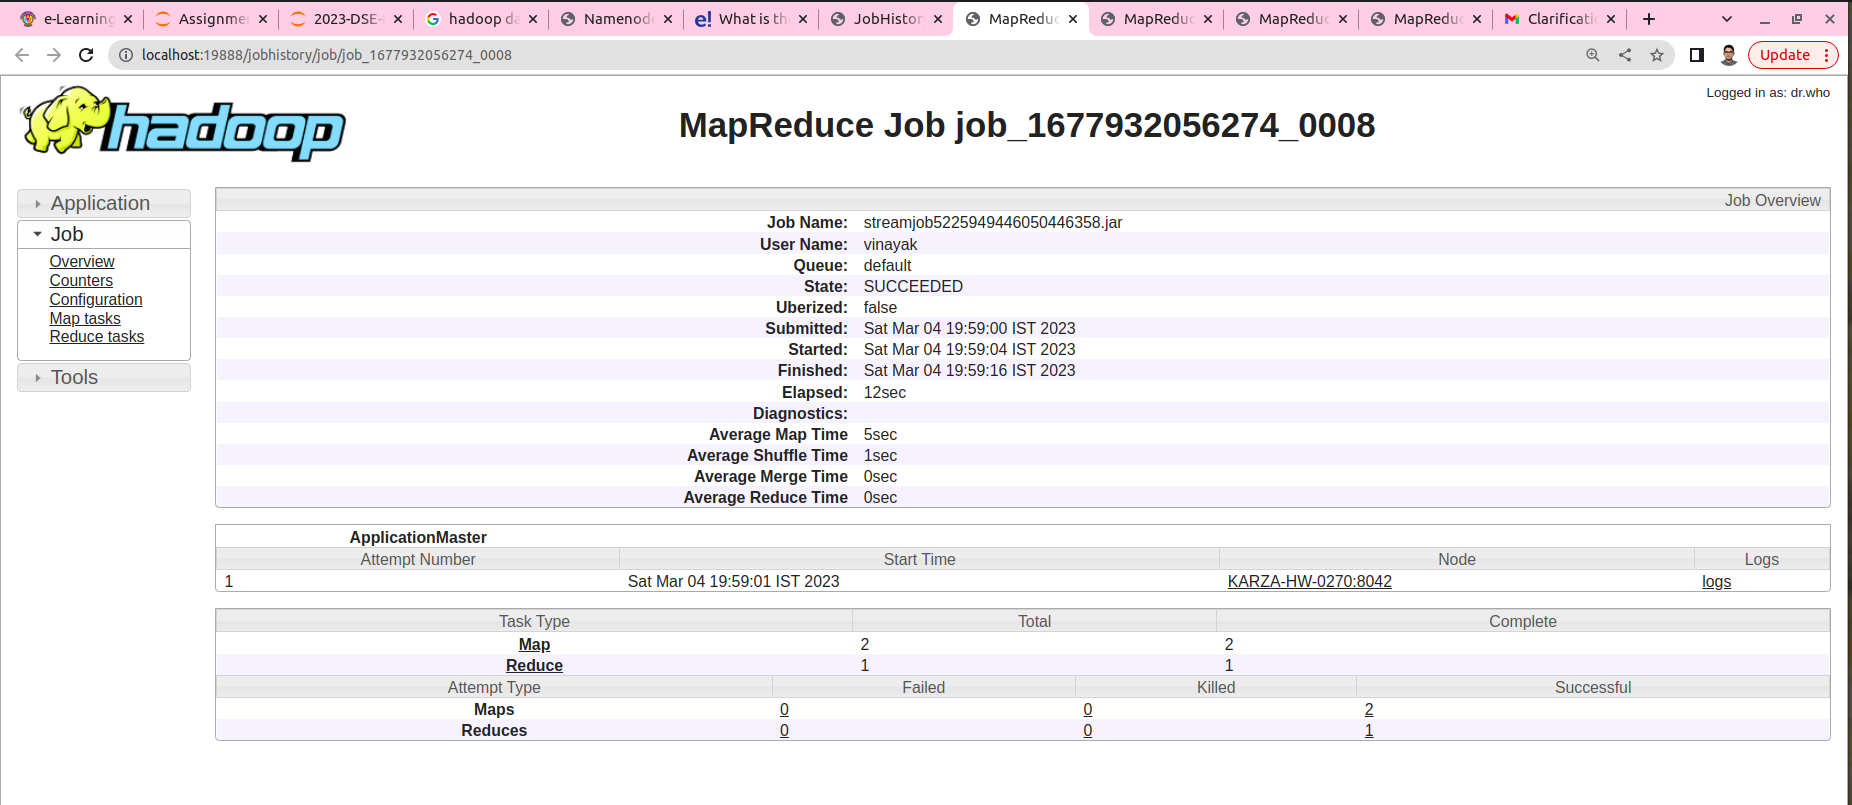 e-Learning
Assignme
2023-DSE-
hadoop da
Namenod
What is th
JobHistor
MapReduc
MapReduc
MapReduc
MapReduc
Clarificati
localhost:19888/jobhistory/job/job_1677932056274_0008
Update
Logged in as: dr.who
hadoop
MapReduce Job job_1677932056274_0008
Application
Job
Overview
Counters
Configuration
Map tasks
Reduce tasks
Tools
Job Overview
Job Name: streamjob5225949446050446358.jar
User Name: vinayak
Queue: default
State: SUCCEEDED
Uberized: false
Submitted: Sat Mar 04 19:59:00 IST 2023
Started: Sat Mar 04 19:59:04 IST 2023
Finished: Sat Mar 04 19:59:16 IST 2023
Elapsed: 12sec
Diagnostics:
Average Map Time 5sec
Average Shuffle Time 1sec
Average Merge Time 0sec
Average Reduce Time 0sec
ApplicationMaster
Attempt Number Start Time Node Logs
1 Sat Mar 04 19:59:01 IST 2023 KARZA-HW-0270:8042 logs
Task Type Total Complete
Map 2 2
Reduce 1 1
Attempt Type Failed Killed Successful
Maps 0 0 2
Reduces 0 0 1